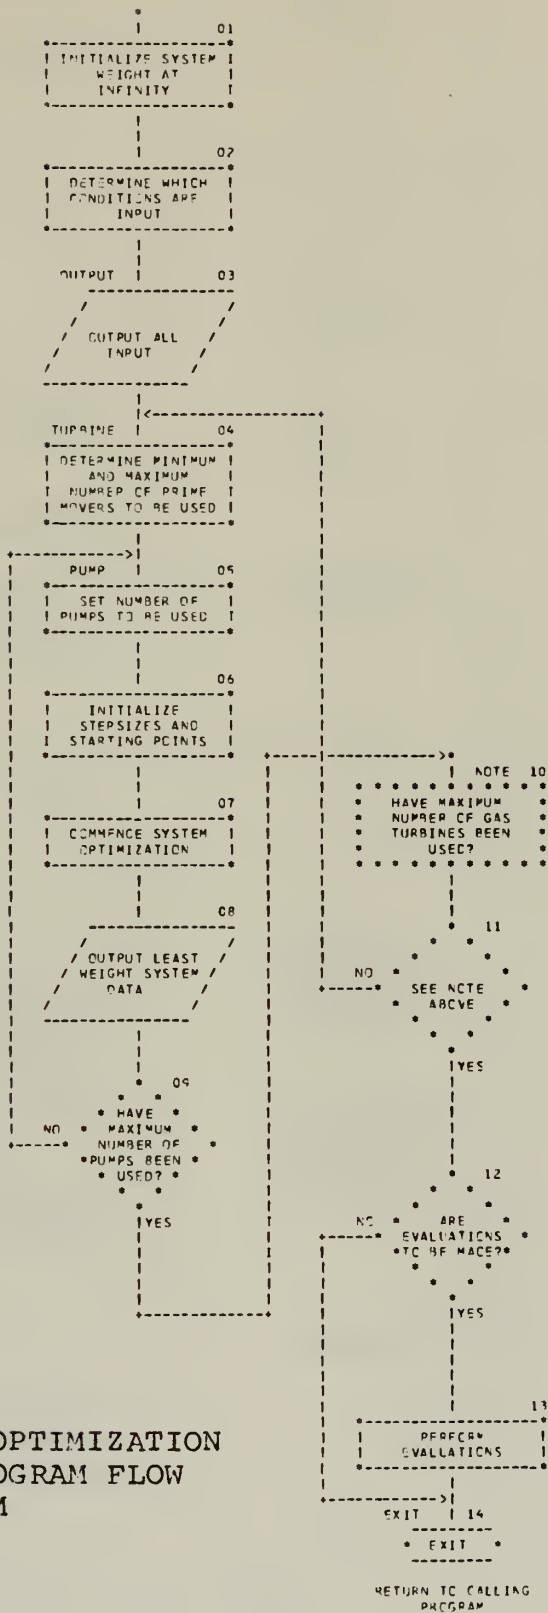 01
INITIALIZE SYSTEM
WEIGHT AT
INFINITY
02
DETERMINE WHICH
CONDITIONS ARE
INPUT
OUTPUT 03
OUTPUT ALL
INPUT
TURBINE 04
DETERMINE MINIMUM
AND MAXIMUM
NUMBER OF PRIME
MOVERS TO BE USED
PUMP 05
SET NUMBER OF
PUMPS TO BE USED
06
INITIALIZE
STEPSIZES AND
STARTING POINTS
07
COMMENCE SYSTEM
OPTIMIZATION
08
OUTPUT LEAST
WEIGHT SYSTEM
DATA
09
HAVE
MAXIMUM
NUMBER OF
PUMPS BEEN
USED?
NO
YES
NOTE 10
HAVE MAXIMUM
NUMBER OF GAS
TURBINES BEEN
USED?
11
NO
SEE NOTE
ABOVE
YES
12
NO
ARE
EVALUATIONS
TO BE MADE?
YES
13
PERFORM
EVALUATIONS
EXIT 14
EXIT
RETURN TO CALLING
PROGRAM
OPTIMIZATION
OGRAM FLOW
M